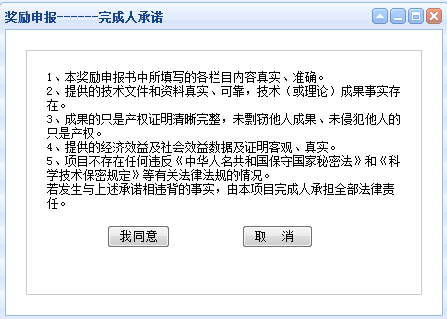 奖励申报------完成人承诺
1、本奖励申报书中所填写的各栏目内容真实、准确。
2、提供的技术文件和资料真实、可靠，技术（或理论）成果事实存
在。
3、成果的只是产权证明清晰完整，未剽窃他人成果、未侵犯他人的
只是产权。
4、提供的经济效益及社会效益数据及证明客观、真实。
5、项目不存在任何违反《中华人名共和国保守国家秘密法》和《科
学技术保密规定》等有关法律法规的情况。
若发生与上述承诺相违背的事实，由本项目完成人承担全部法律责
任。
我同意
取 消